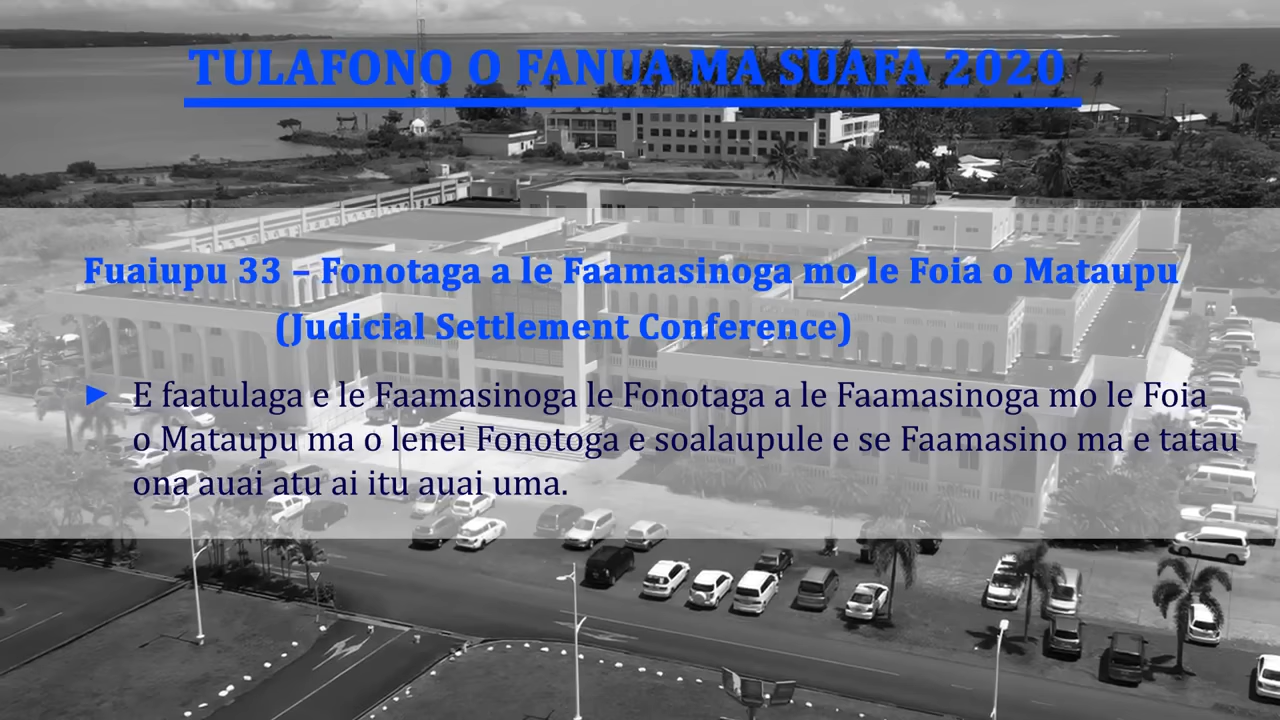 TULAFONO O FANUA MA SUAFA 2020
Fuaiupu 33 – Fonotaga a le Faamasinoga mo le Foia o Mataupu
(Judicial Settlement Conference)
E faatulaga e le Faamasinoga le Fonotaga a le Faamasinoga mo le Foia
o Mataupu ma o lenei Fonotoga e soalaupule e se Faamasino ma e tatau
ona auai atu ai itu auai uma.